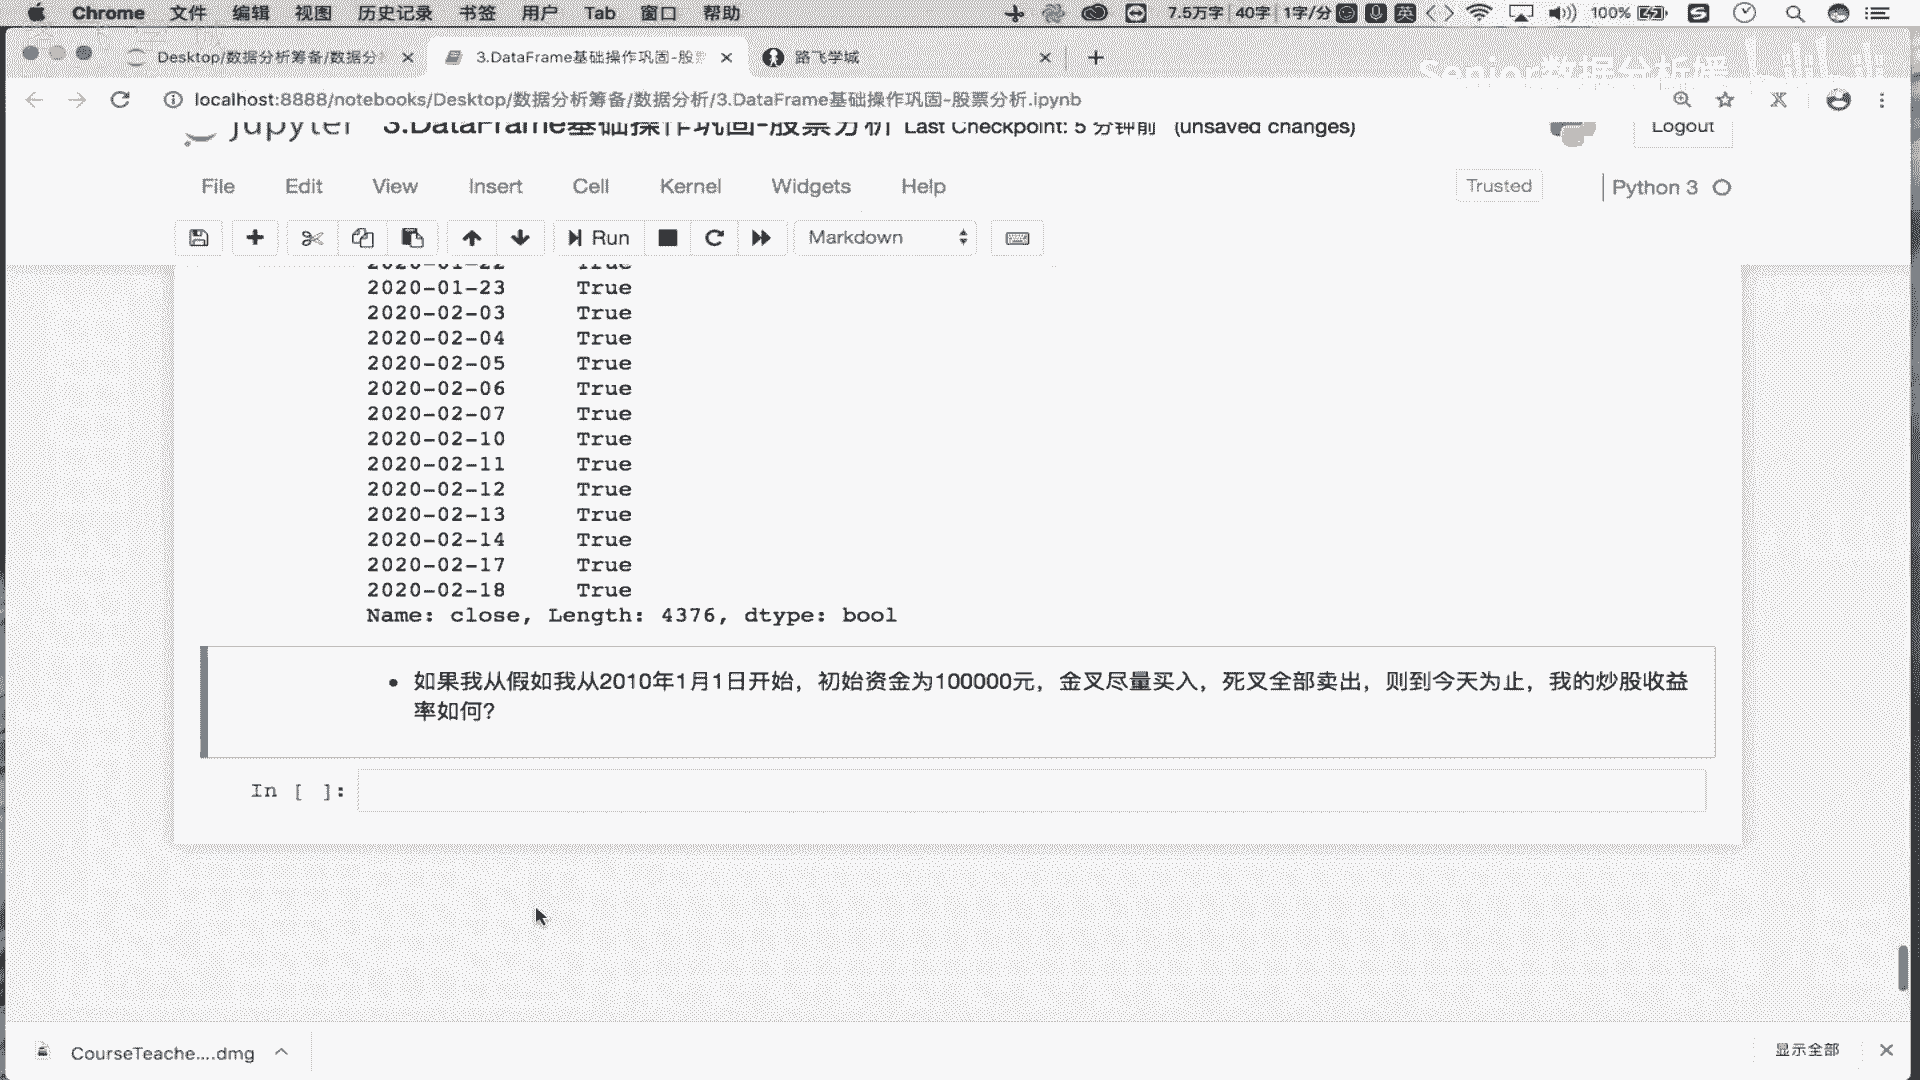 Chrome 文件 编辑 视图 历史记录 书签 用户 Tab 窗口 帮助 7.5万字 40字 1字/分 英 100%
Desktop/数据分析筹备/数据分 3.DataFrame基础操作巩固-股 路飞学城
Senior数据分析
localhost:8888/notebooks/Desktop/数据分析筹备/数据分析/3.DataFrame基础操作巩固-股票分析.ipynb
jupyter 3.DataFrame基础操作巩固-股票分析 Last Checkpoint: 5 分钟前 (unsaved changes) Logout
File Edit View Insert Cell Kernel Widgets Help Trusted Python 3
Run Markdown
2020-01-22 True
2020-01-23 True
2020-02-03 True
2020-02-04 True
2020-02-05 True
2020-02-06 True
2020-02-07 True
2020-02-10 True
2020-02-11 True
2020-02-12 True
2020-02-13 True
2020-02-14 True
2020-02-17 True
2020-02-18 True
Name: close, Length: 4376, dtype: bool
如果我从假如我从2010年1月1日开始，初始资金为100000元，金叉尽量买入，死叉全部卖出，则到今天为止，我的炒股收益
率如何?
In [ ]:
CourseTeache....dmg 显示全部